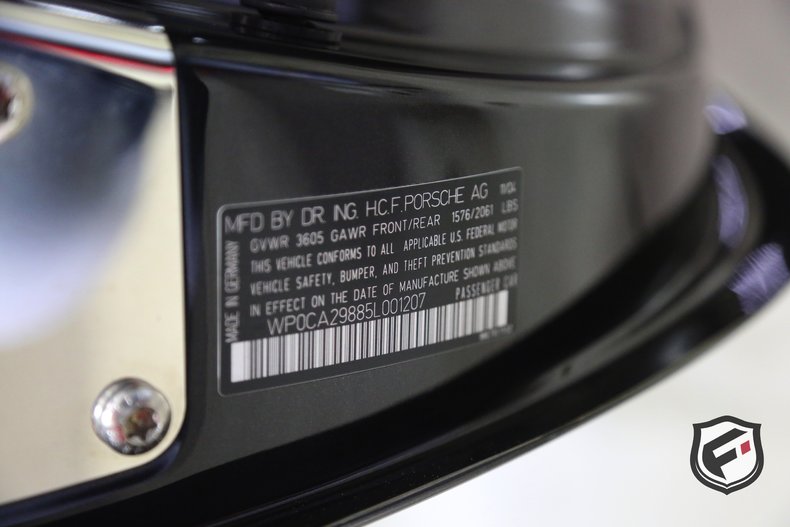 MFD BY DR. ING. H.C.F. PORSCHE AG 11/04
GVWR 3605 GAWR FRONT/REAR 1576/2061 LBS
THIS VEHICLE CONFORMS TO ALL APPLICABLE U.S. FEDERAL MOTOR
VEHICLE SAFETY, BUMPER, AND THEFT PREVENTION STANDARDS
IN EFFECT ON THE DATE OF MANUFACTURE SHOWN ABOVE
WP0CA29885L001207 PASSENGER CAR
MADE IN GERMANY